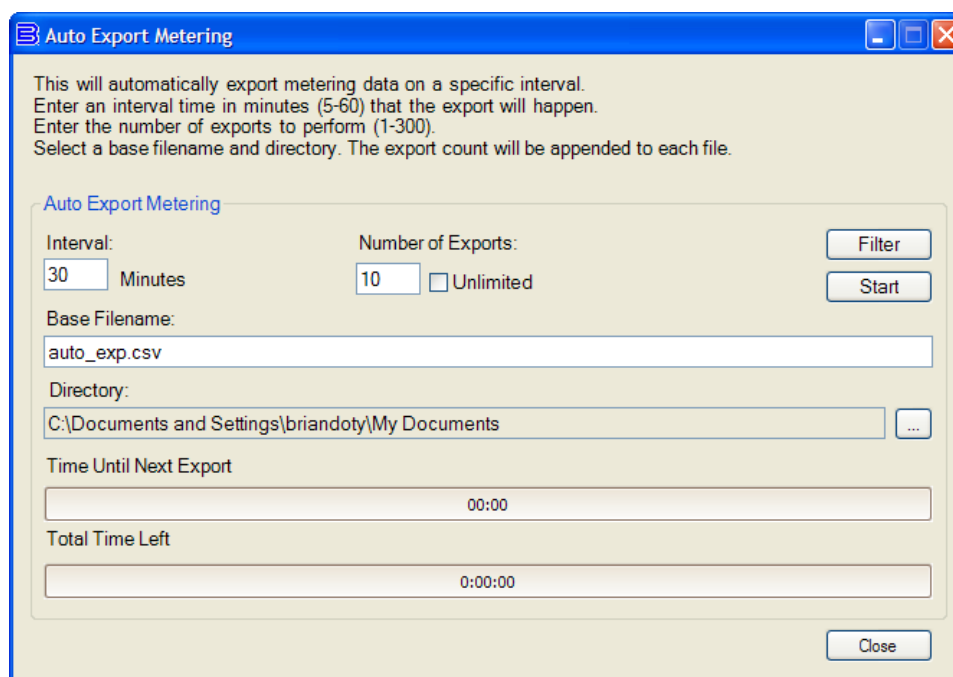 Auto Export Metering
This will automatically export metering data on a specific interval.
Enter an interval time in minutes (5-60) that the export will happen.
Enter the number of exports to perform (1-300).
Select a base filename and directory. The export count will be appended to each file.
Auto Export Metering
Interval: Number of Exports: Filter
30 Minutes 10 Unlimited Start
Base Filename:
auto_exp.csv
Directory:
C:\Documents and Settings\briandoty\My Documents ...
Time Until Next Export
00:00
Total Time Left
0:00:00
Close